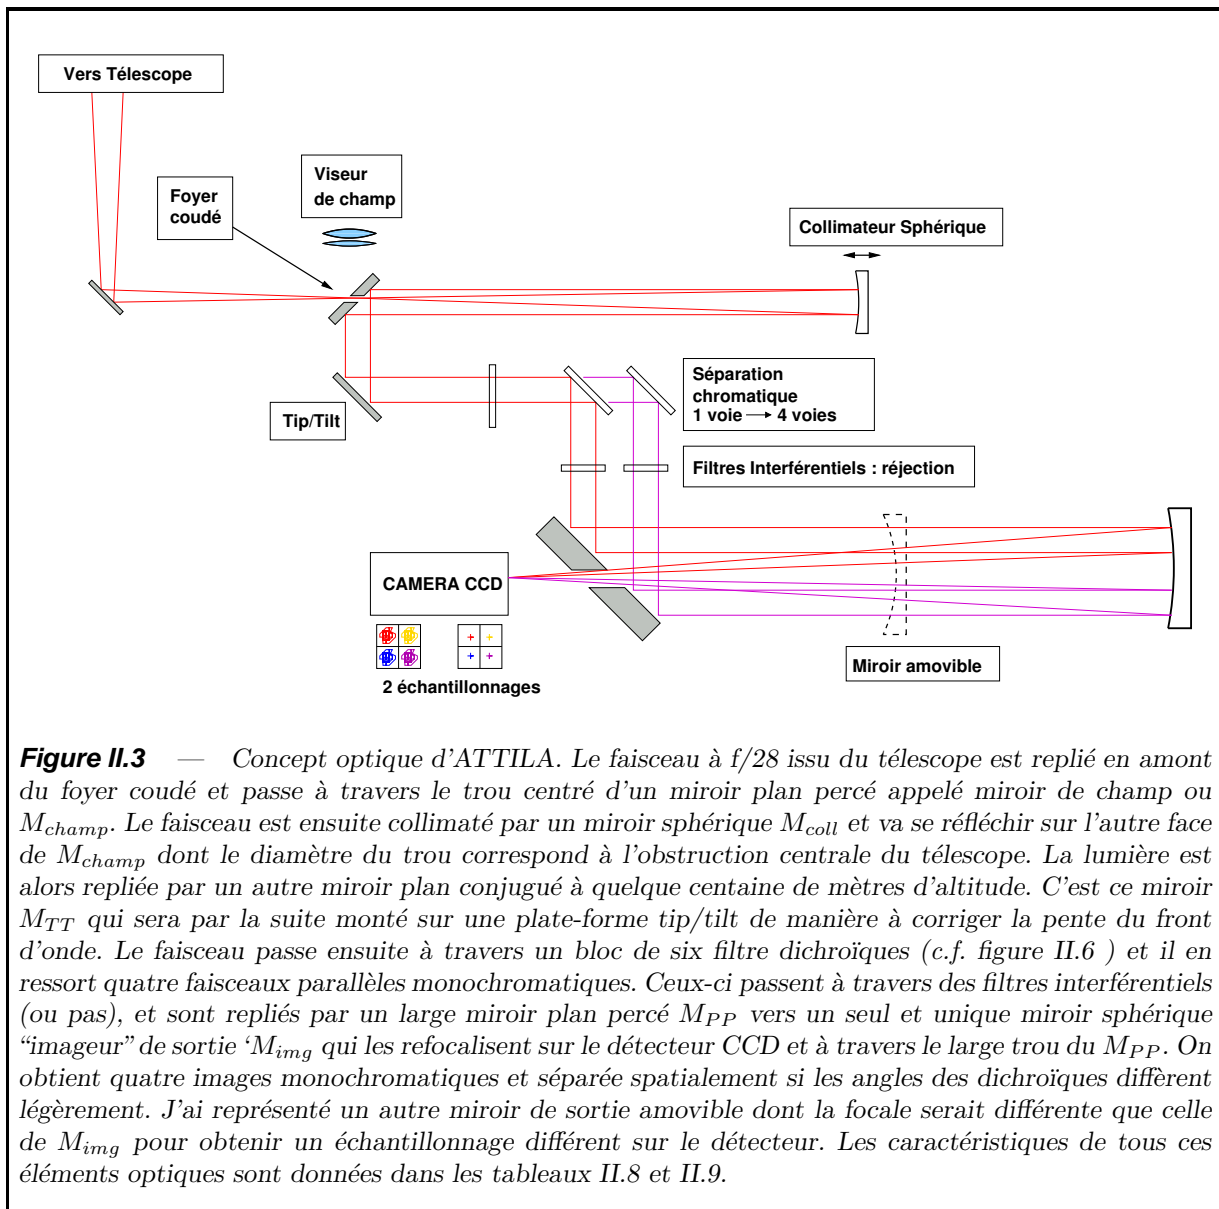 Vers Télescope
Viseur
de champ
Foyer
coudé
Collimateur Sphérique
Séparation
chromatique
1 voie → 4 voies
Tip/Tilt
Filtres Interférentiels : réjection
CAMERA CCD
Miroir amovible
2 échantillonnages
Figure II.3 — Concept optique d'ATTILA. Le faisceau à f/28 issu du télescope est replié en amont
du foyer coudé et passe à travers le trou centré d'un miroir plan percé appelé miroir de champ ou
M_champ. Le faisceau est ensuite collimaté par un miroir sphérique M_coll et va se réfléchir sur l'autre face
de M_champ dont le diamètre du trou correspond à l'obstruction centrale du télescope. La lumière est
alors repliée par un autre miroir plan conjugué à quelque centaine de mètres d'altitude. C'est ce miroir
M_TT qui sera par la suite monté sur une plate-forme tip/tilt de manière à corriger la pente du front
d'onde. Le faisceau passe ensuite à travers un bloc de six filtre dichroïques (c.f. figure II.6 ) et il en
ressort quatre faisceaux parallèles monochromatiques. Ceux-ci passent à travers des filtres interférentiels
(ou pas), et sont repliés par un large miroir plan percé M_PP vers un seul et unique miroir sphérique
“imageur” de sortie ‘M_img qui les refocalisent sur le détecteur CCD et à travers le large trou du M_PP. On
obtient quatre images monochromatiques et séparée spatialement si les angles des dichroïques diffèrent
légèrement. J'ai représenté un autre miroir de sortie amovible dont la focale serait différente que celle
de M_img pour obtenir un échantillonnage différent sur le détecteur. Les caractéristiques de tous ces
éléments optiques sont données dans les tableaux II.8 et II.9.